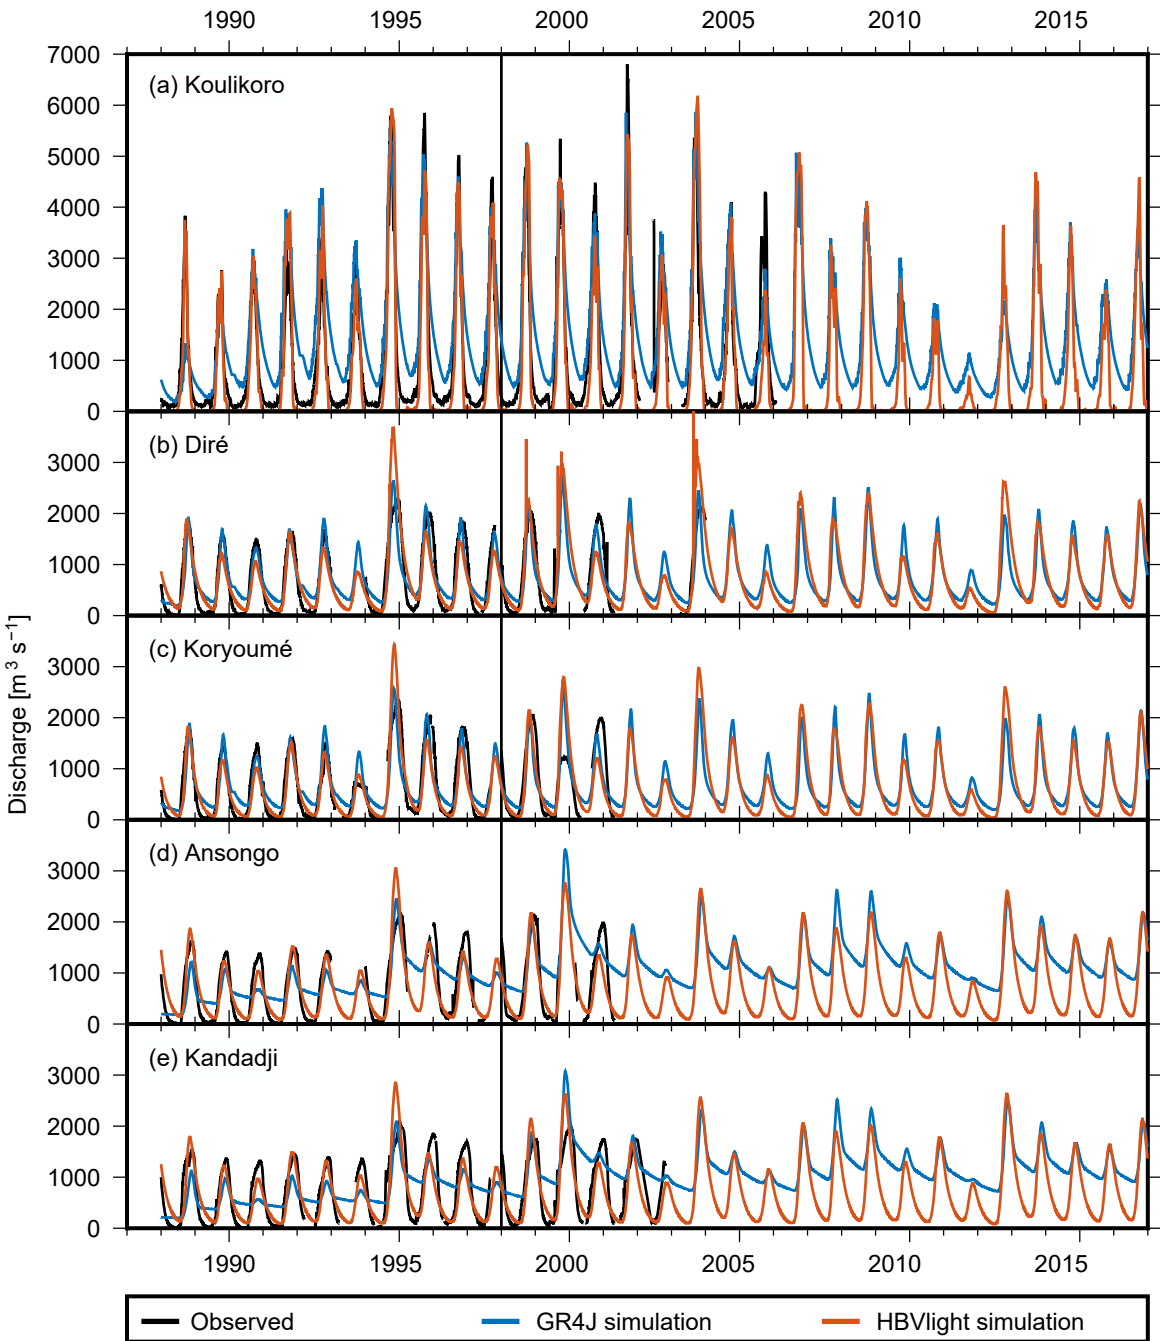 1990 1995 2000 2005 2010 2015
7000
(a) Koulikoro
6000
5000
4000
3000
2000
1000
0
(b) Diré
3000
2000
1000
0
(c) Koryoumé
3000
2000
1000
0
(d) Ansongo
3000
2000
1000
0
(e) Kandadji
3000
2000
1000
0
Discharge [m³ s⁻¹]
1990 1995 2000 2005 2010 2015
Observed GR4J simulation HBVlight simulation